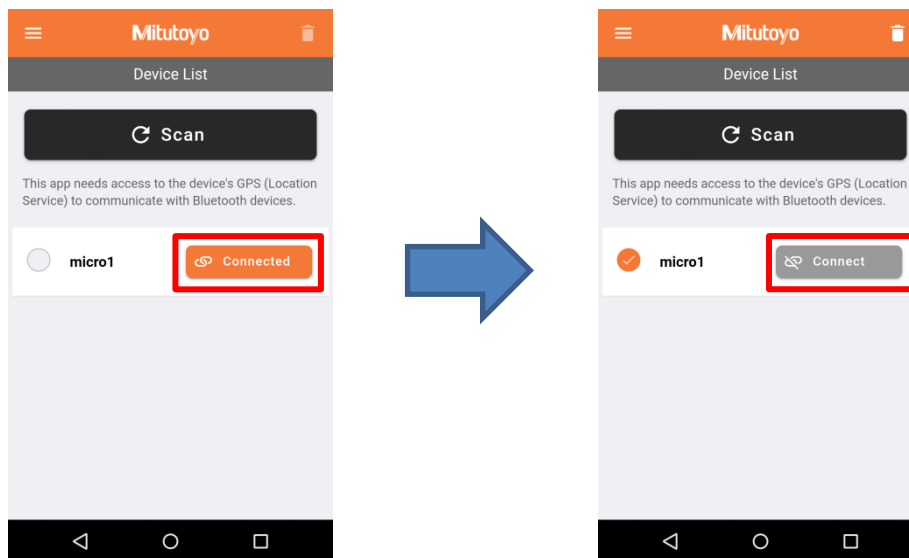 Mitutoyo
Device List
Scan
This app needs access to the device's GPS (Location
Service) to communicate with Bluetooth devices.
micro1
Connected
Mitutoyo
Device List
Scan
This app needs access to the device's GPS (Location
Service) to communicate with Bluetooth devices.
micro1
Connect